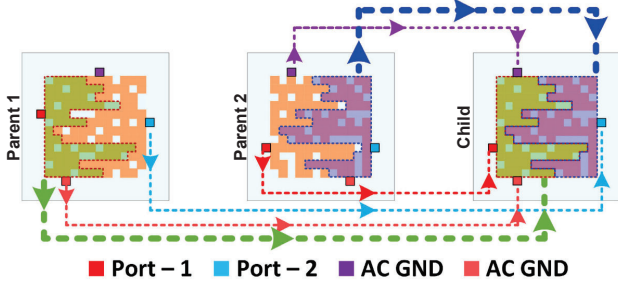 Parent 1
Parent 2
Child
Port – 1 Port – 2 AC GND AC GND